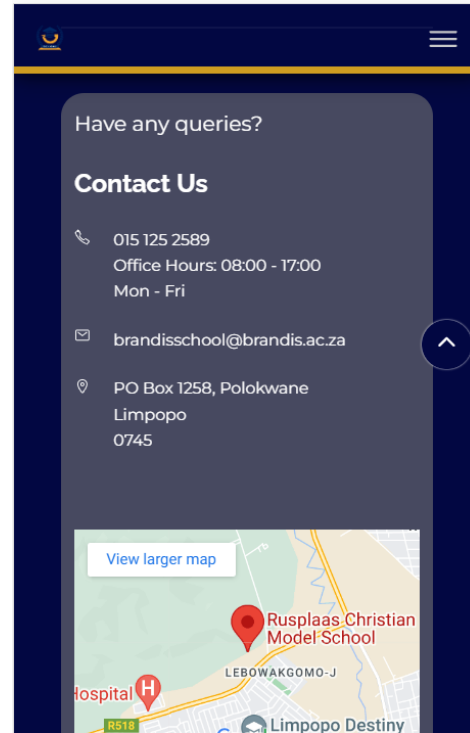 Have any queries?
Contact Us
015 125 2589
Office Hours: 08:00 - 17:00
Mon - Fri
brandisschool@brandis.ac.za
PO Box 1258, Polokwane
Limpopo
0745
View larger map
Rusplaas Christian
Model School
LEBOWAKGOMO-J
Hospital
H
R518
Limpopo Destiny